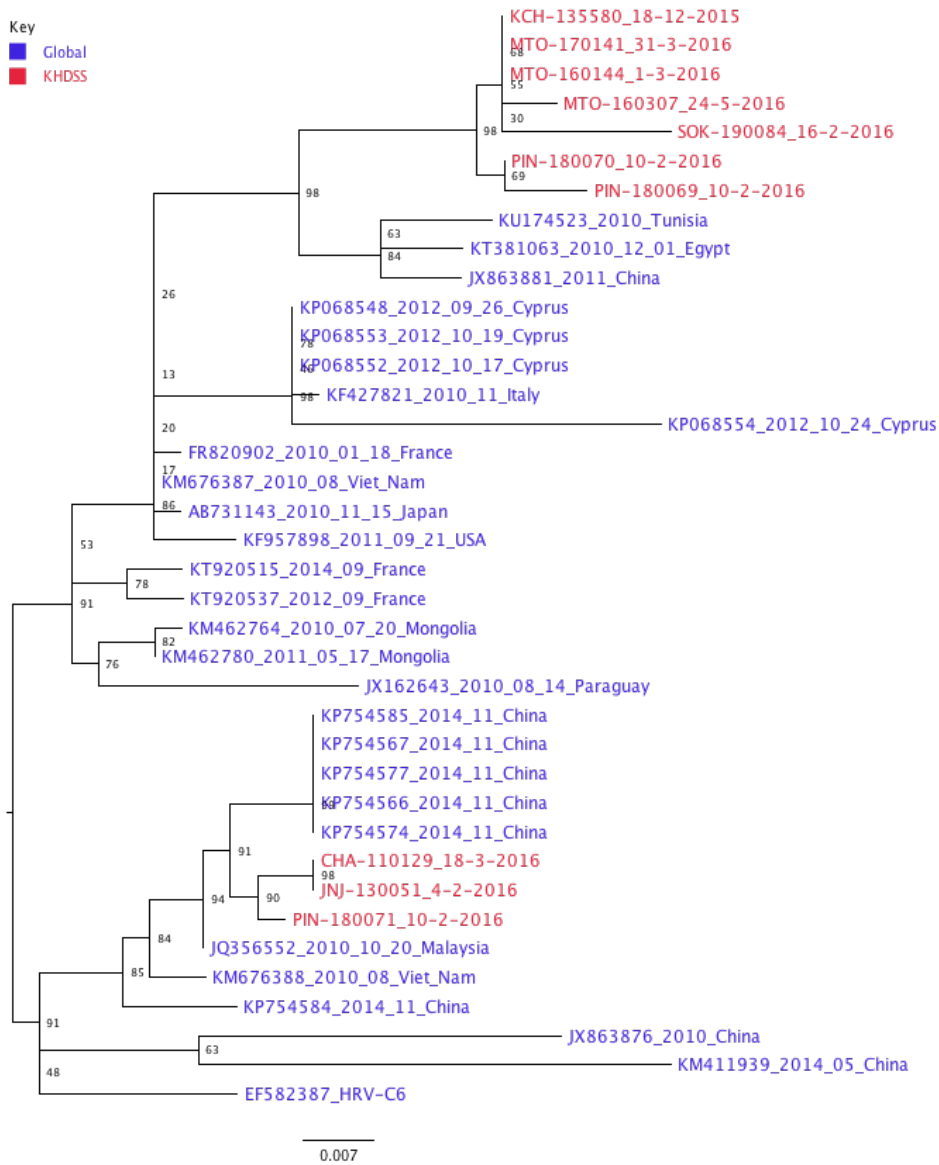 Key
Global
KHDSS
KCH-135580_18-12-2015
MTO-170141_31-3-2016
68
MTO-160144_1-3-2016
55
MTO-160307_24-5-2016
30
98
SOK-190084_16-2-2016
PIN-180070_10-2-2016
69
PIN-180069_10-2-2016
98
KU174523_2010_Tunisia
63
KT381063_2010_12_01_Egypt
84
JX863881_2011_China
26
KP068548_2012_09_26_Cyprus
KP068553_2012_10_19_Cyprus
78
KP068552_2012_10_17_Cyprus
13
KF427821_2010_11_Italy
98
KP068554_2012_10_24_Cyprus
20
FR820902_2010_01_18_France
17
KM676387_2010_08_Viet_Nam
86
AB731143_2010_11_15_Japan
KF957898_2011_09_21_USA
53
KT920515_2014_09_France
78
KT920537_2012_09_France
91
KM462764_2010_07_20_Mongolia
82
KM462780_2011_05_17_Mongolia
76
JX162643_2010_08_14_Paraguay
KP754585_2014_11_China
KP754567_2014_11_China
KP754577_2014_11_China
KP754566_2014_11_China
KP754574_2014_11_China
91
CHA-110129_18-3-2016
98
JNJ-130051_4-2-2016
90
94
PIN-180071_10-2-2016
84
JQ356552_2010_10_20_Malaysia
85
KM676388_2010_08_Viet_Nam
KP754584_2014_11_China
91
JX863876_2010_China
63
KM411939_2014_05_China
48
EF582387_HRV-C6
0.007